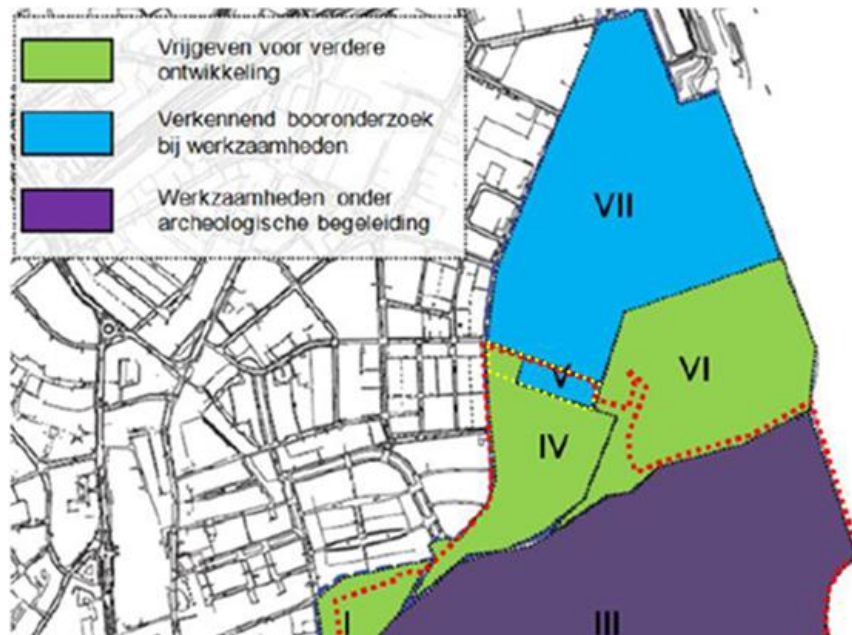 Vrijgeven voor verdere
ontwikkeling
Verkennend booronderzoek
bij werkzaamheden
Werkzaamheden onder
archeologische begeleiding
VII
V
VI
IV
I
III